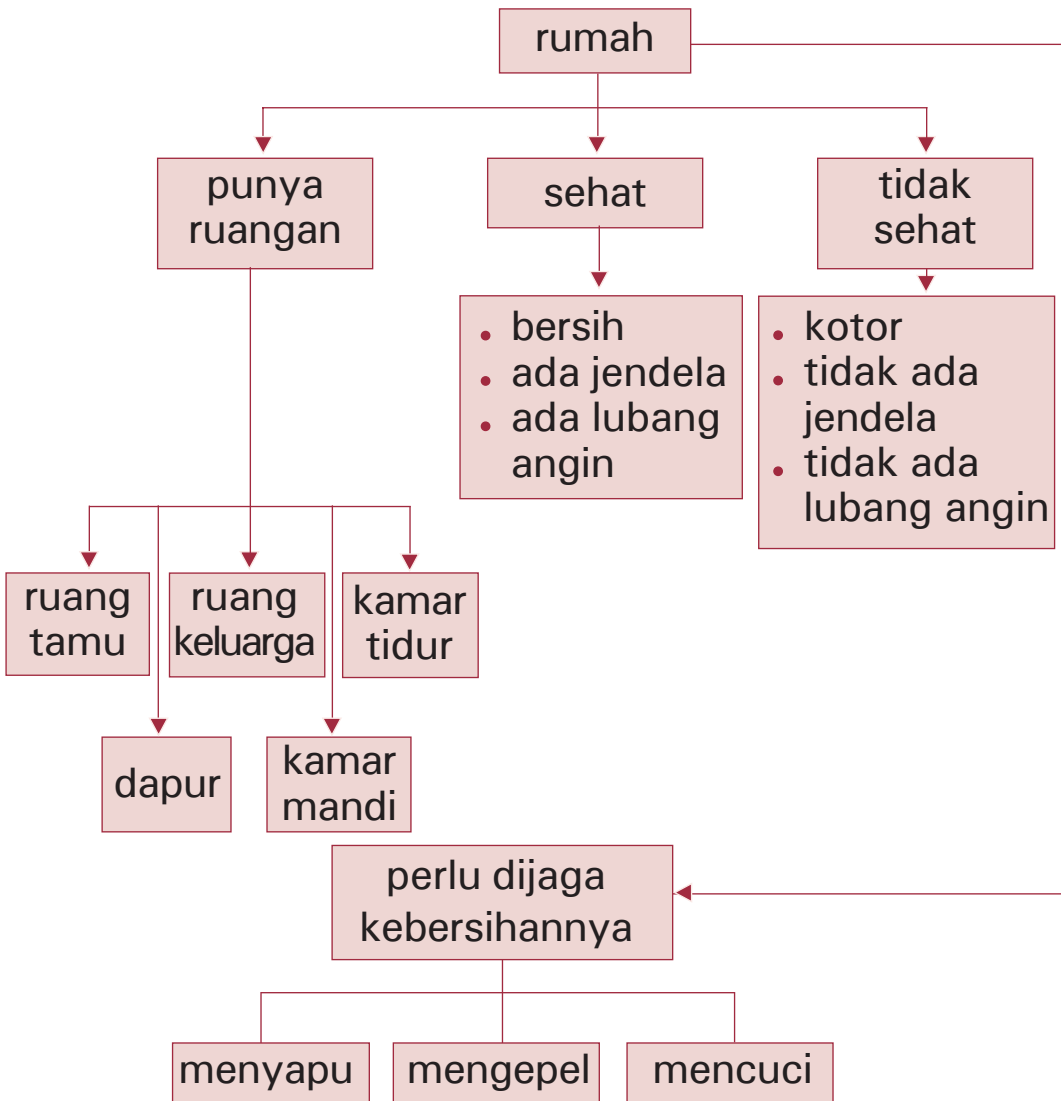 rumah
punya
ruangan
sehat
tidak
sehat
• bersih
• ada jendela
• ada lubang
angin
• kotor
• tidak ada
jendela
• tidak ada
lubang angin
ruang
tamu
ruang
keluarga
kamar
tidur
dapur
kamar
mandi
perlu dijaga
kebersihannya
menyapu
mengepel
mencuci